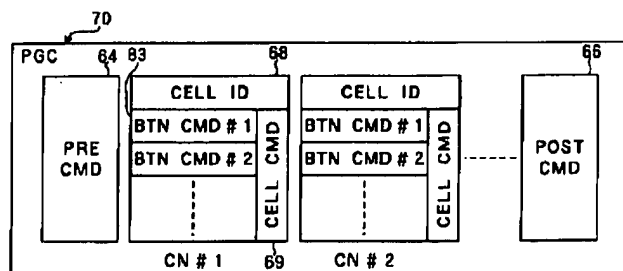 70
PGC
64
83
68
66
PRE
CMD
CELL ID
BTN CMD # 1
BTN CMD # 2
CELL CMD
CELL ID
BTN CMD # 1
BTN CMD # 2
CELL CMD
POST
CMD
CN # 1
69
CN # 2